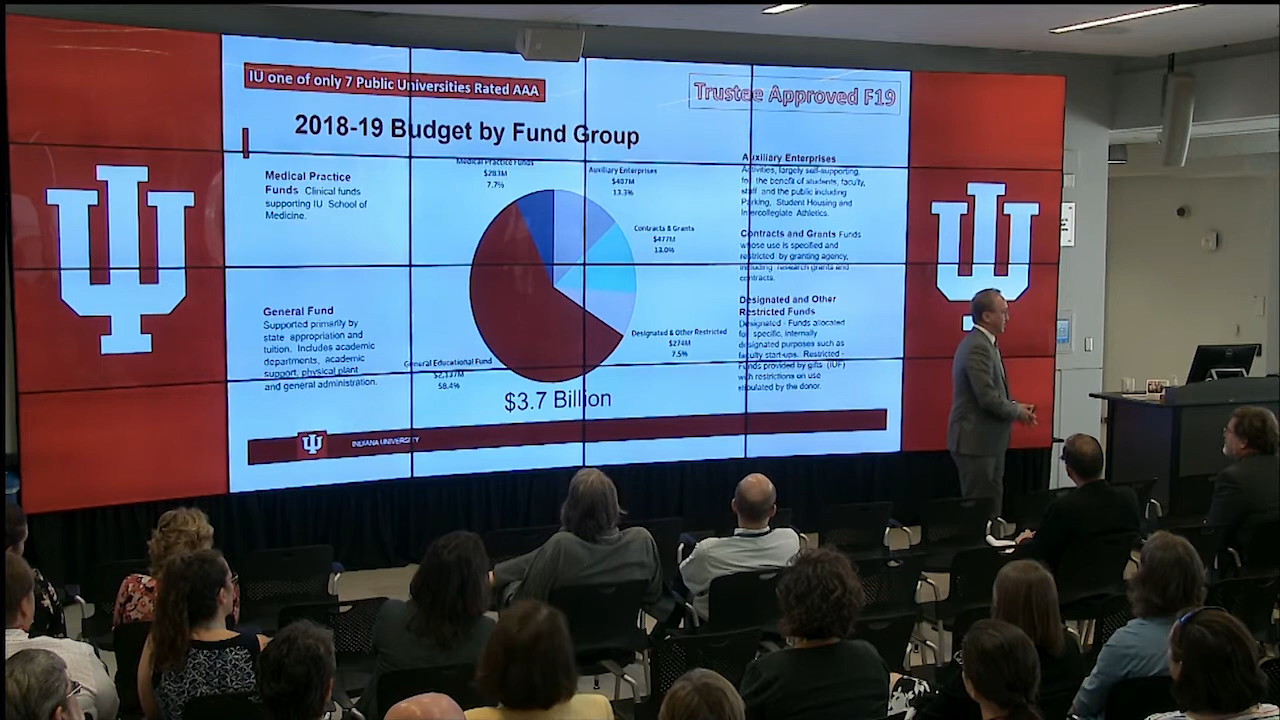 IU one of only 7 Public Universities Rated AAA
Trustee Approved F19
2018-19 Budget by Fund Group
Medical Practice
Funds Clinical funds
supporting IU School of
Medicine.
General Fund
Supported primarily by
state appropriation and
tuition. Includes academic
departments, academic
support, physical plant
and general administration.
Medical Practice Funds
$283M
7.7%
Auxiliary Enterprises
$487M
13.3%
Contracts & Grants
$477M
13.0%
Designated & Other Restricted
$274M
7.5%
General Educational Fund
$2,137M
58.4%
$3.7 Billion
Auxiliary Enterprises
Activities, largely self-supporting,
for the benefit of students, faculty,
staff and the public including
Parking, Student Housing and
Intercollegiate Athletics.
Contracts and Grants Funds
whose use is specified and
restricted by granting agency,
including research grants and
contracts.
Designated and Other
Restricted Funds
Designated - Funds allocated
for specific, internally
designated purposes such as
faculty start-ups. Restricted -
Funds provided by gifts (IUF)
with restrictions on use
stipulated by the donor.
INDIANA UNIVERSITY